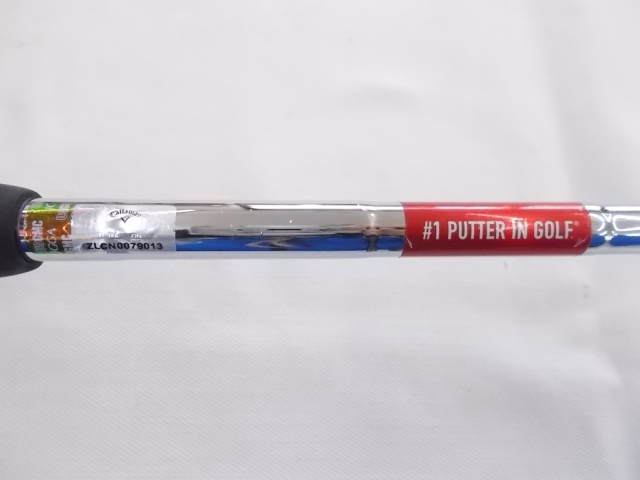 Callaway
ZLCN0079013
#1 PUTTER IN GOLF®